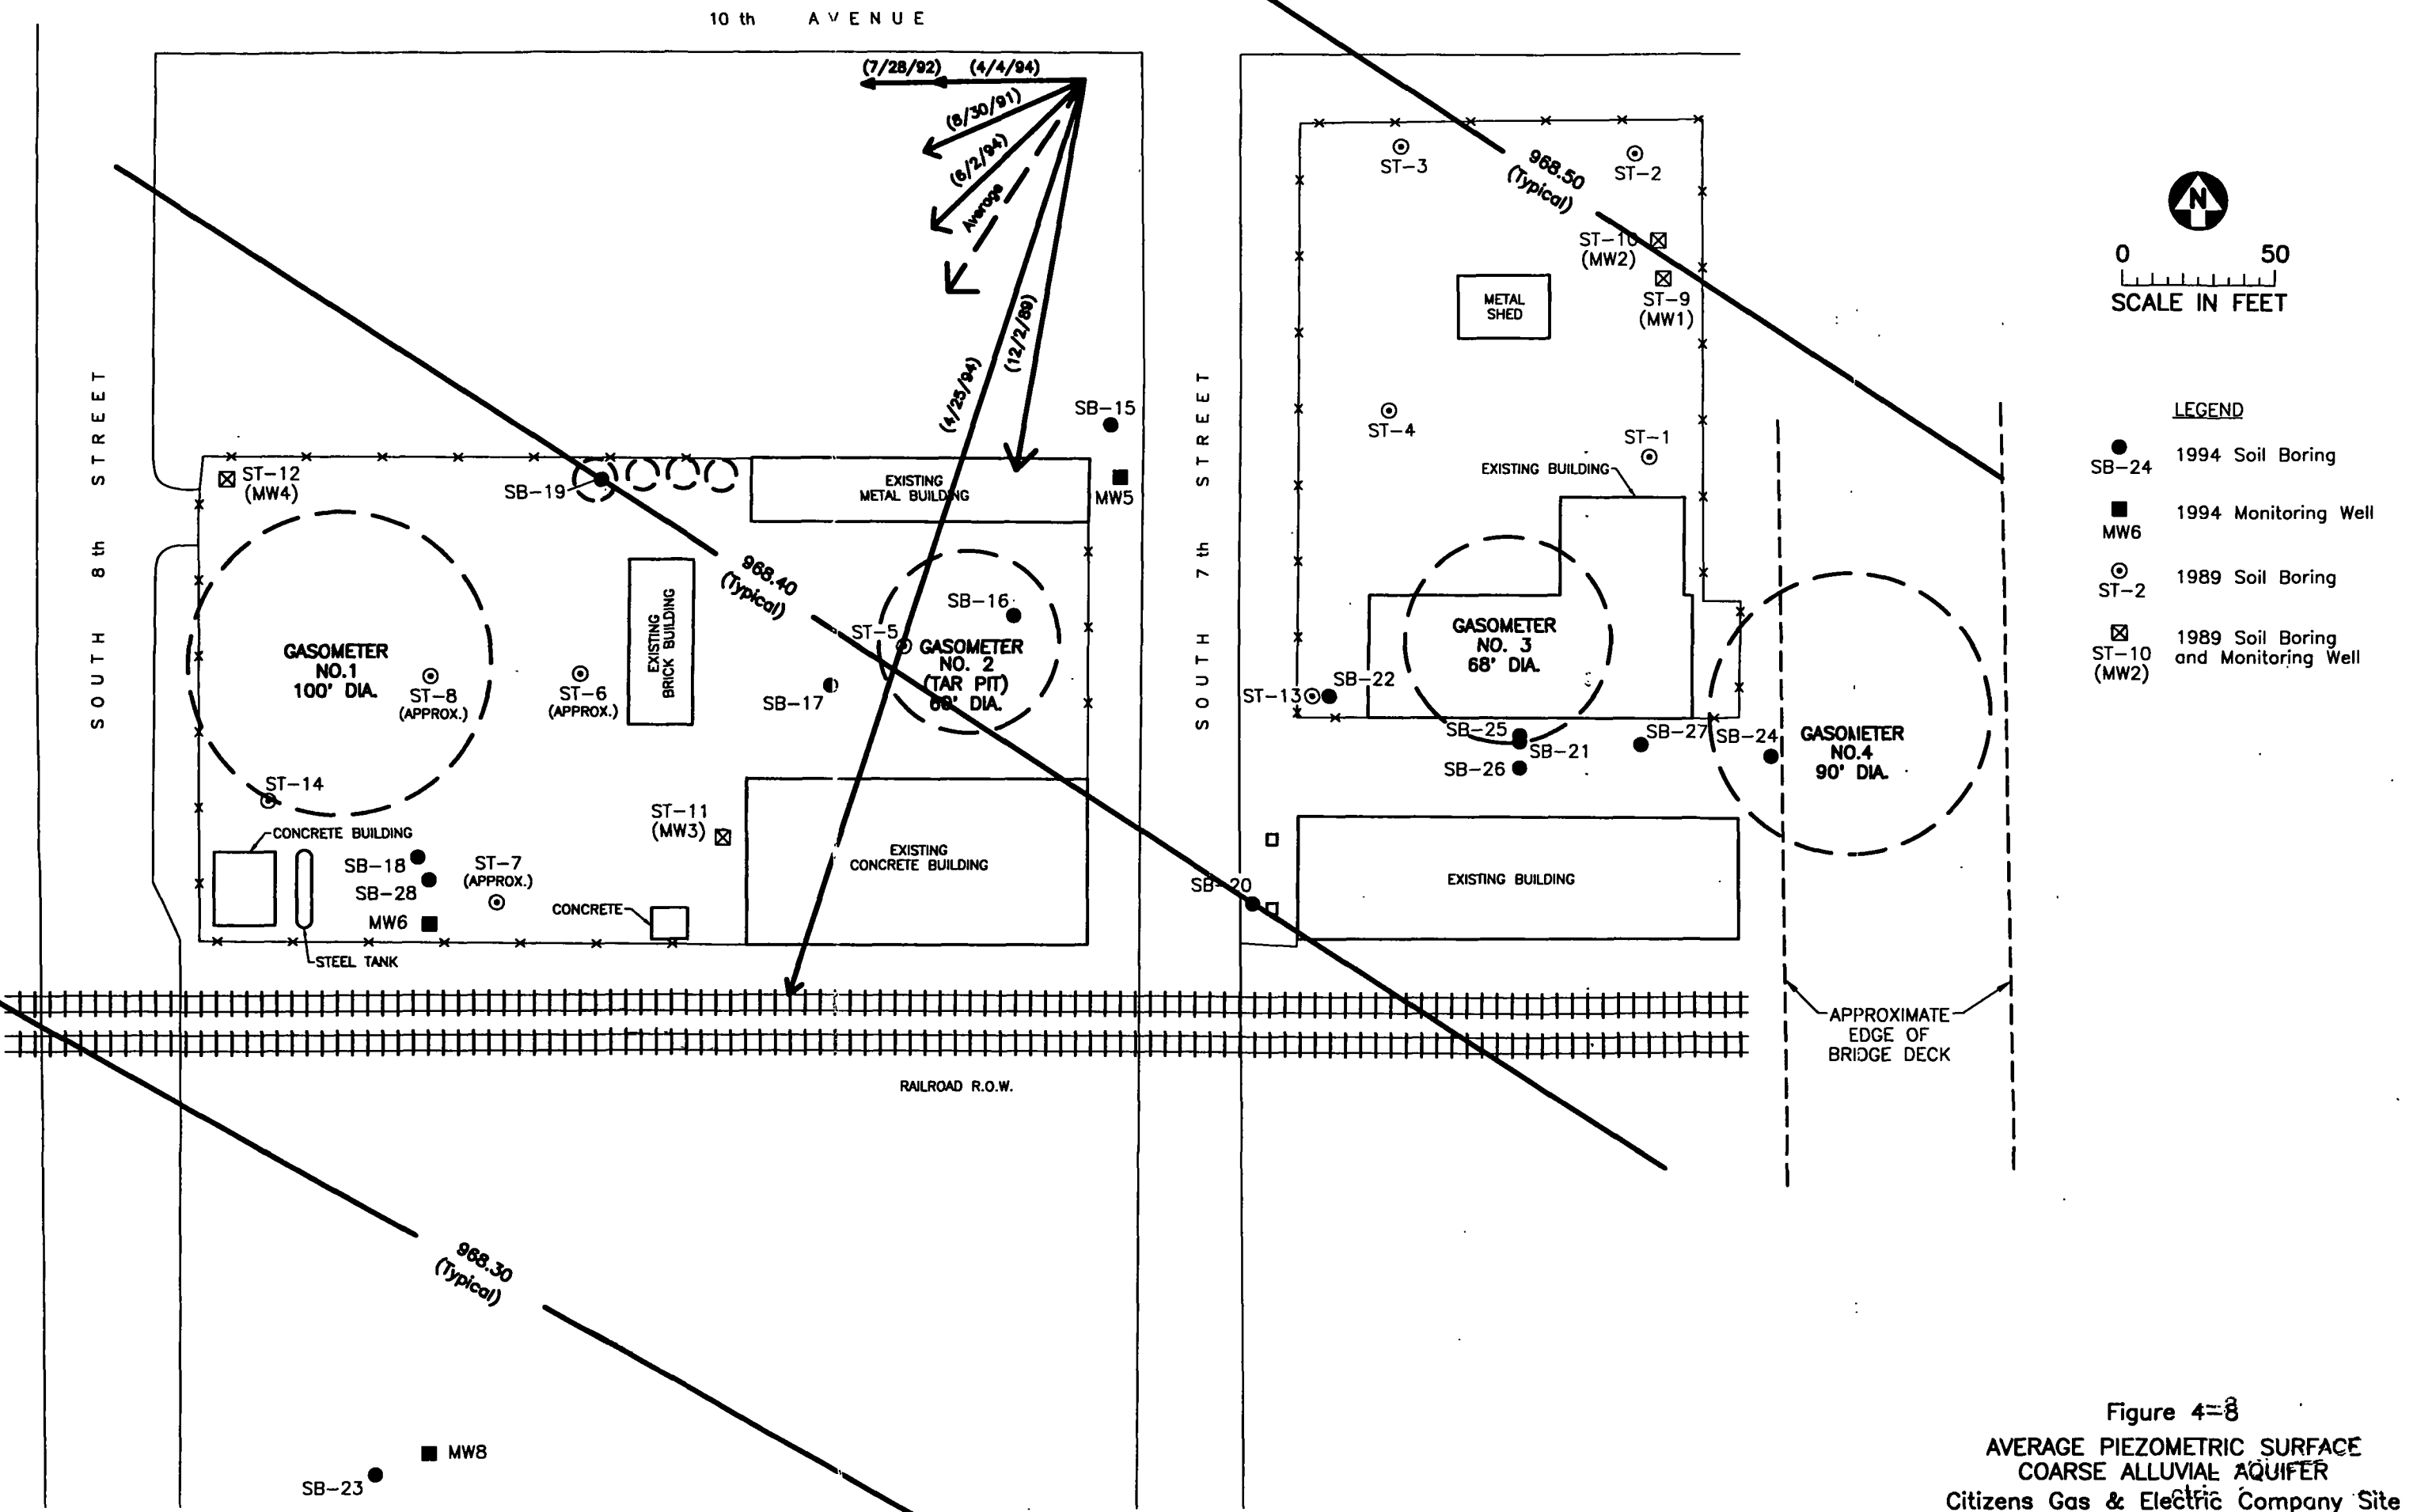 10 th AVENUE
(7/28/92) (4/4/94)
(8/30/91)
(6/2/94)
Average
(4/25/94)
(12/2/89)
968.50
(Typical)
ST-3
ST-2
ST-10
(MW2)
ST-9
(MW1)
METAL
SHED
N
0 50
SCALE IN FEET
LEGEND
SB-24
1994 Soil Boring
MW6
1994 Monitoring Well
ST-2
1989 Soil Boring
ST-10
(MW2)
1989 Soil Boring
and Monitoring Well
SOUTH 8th STREET
SOUTH 7th STREET
SB-15
MW5
ST-4
ST-1
EXISTING BUILDING
ST-12
(MW4)
SB-19
EXISTING
METAL BUILDING
968.40
(Typical)
EXISTING
BRICK BUILDING
SB-16
ST-5
GASOMETER
NO. 2
(TAR PIT)
60' DIA.
SB-17
GASOMETER
NO.1
100' DIA.
ST-8
(APPROX.)
ST-6
(APPROX.)
GASOMETER
NO. 3
68' DIA.
ST-13
SB-22
SB-25
SB-21
SB-26
SB-27
SB-24
GASOMETER
NO.4
90' DIA.
ST-14
CONCRETE BUILDING
SB-18
SB-28
MW6
ST-7
(APPROX.)
ST-11
(MW3)
CONCRETE
STEEL TANK
EXISTING
CONCRETE BUILDING
SB-20
EXISTING BUILDING
APPROXIMATE
EDGE OF
BRIDGE DECK
RAILROAD R.O.W.
968.30
(Typical)
MW8
SB-23
Figure 4-8
AVERAGE PIEZOMETRIC SURFACE
COARSE ALLUVIAL AQUIFER
Citizens Gas & Electric Company Site